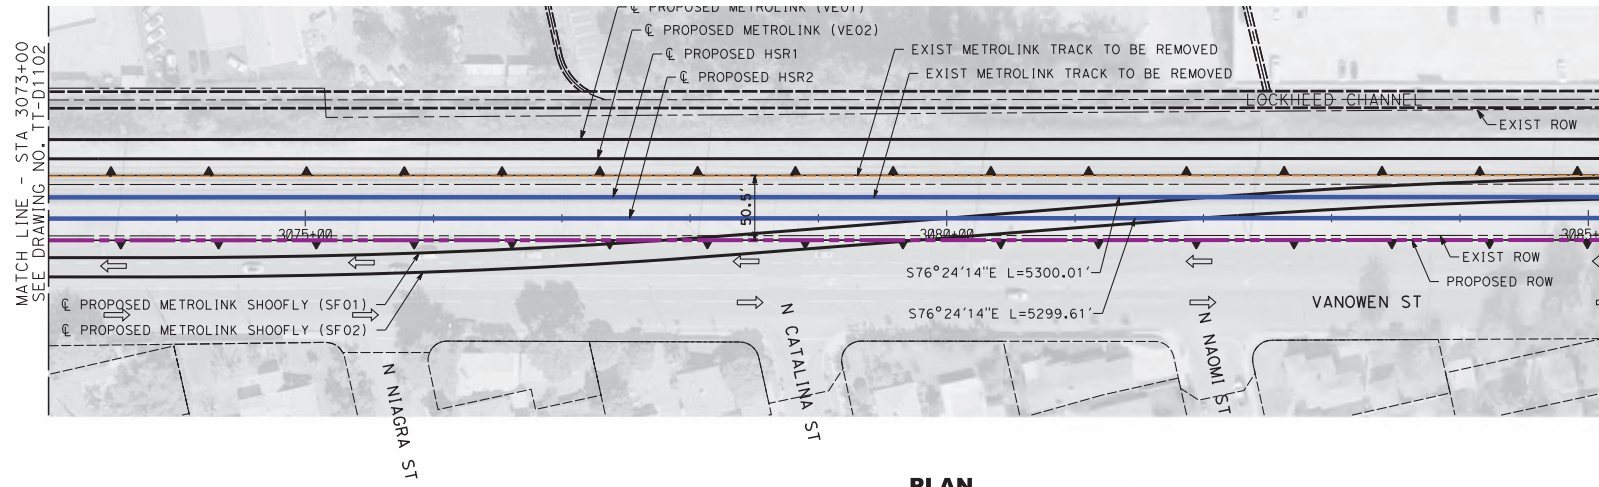 ℄ PROPOSED METROLINK (VE01)
℄ PROPOSED METROLINK (VE02)
℄ PROPOSED HSR1
℄ PROPOSED HSR2
EXIST METROLINK TRACK TO BE REMOVED
EXIST METROLINK TRACK TO BE REMOVED
LOCKHEED CHANNEL
EXIST ROW
MATCH LINE - STA 3073+00
SEE DRAWING NO. TT-D1102
50.5'
3075+00
3080+00
3085+
EXIST ROW
PROPOSED ROW
S76°24'14"E L=5300.01'
S76°24'14"E L=5299.61'
℄ PROPOSED METROLINK SHOOFLY (SF01)
℄ PROPOSED METROLINK SHOOFLY (SF02)
VANOWEN ST
N NIAGRA ST
N CATALINA ST
N NAOMI ST
PLAN